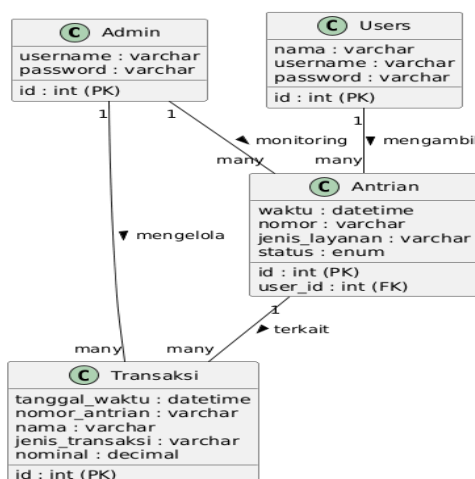 C Admin
username : varchar
password : varchar
id : int (PK)
C Users
nama : varchar
username : varchar
password : varchar
id : int (PK)
1
1
1
monitoring
mengambil
many
many
C Antrian
waktu : datetime
nomor : varchar
jenis_layanan : varchar
status : enum
id : int (PK)
user_id : int (FK)
mengelola
1
terkait
many
many
C Transaksi
tanggal_waktu : datetime
nomor_antrian : varchar
nama : varchar
jenis_transaksi : varchar
nominal : decimal
id : int (PK)